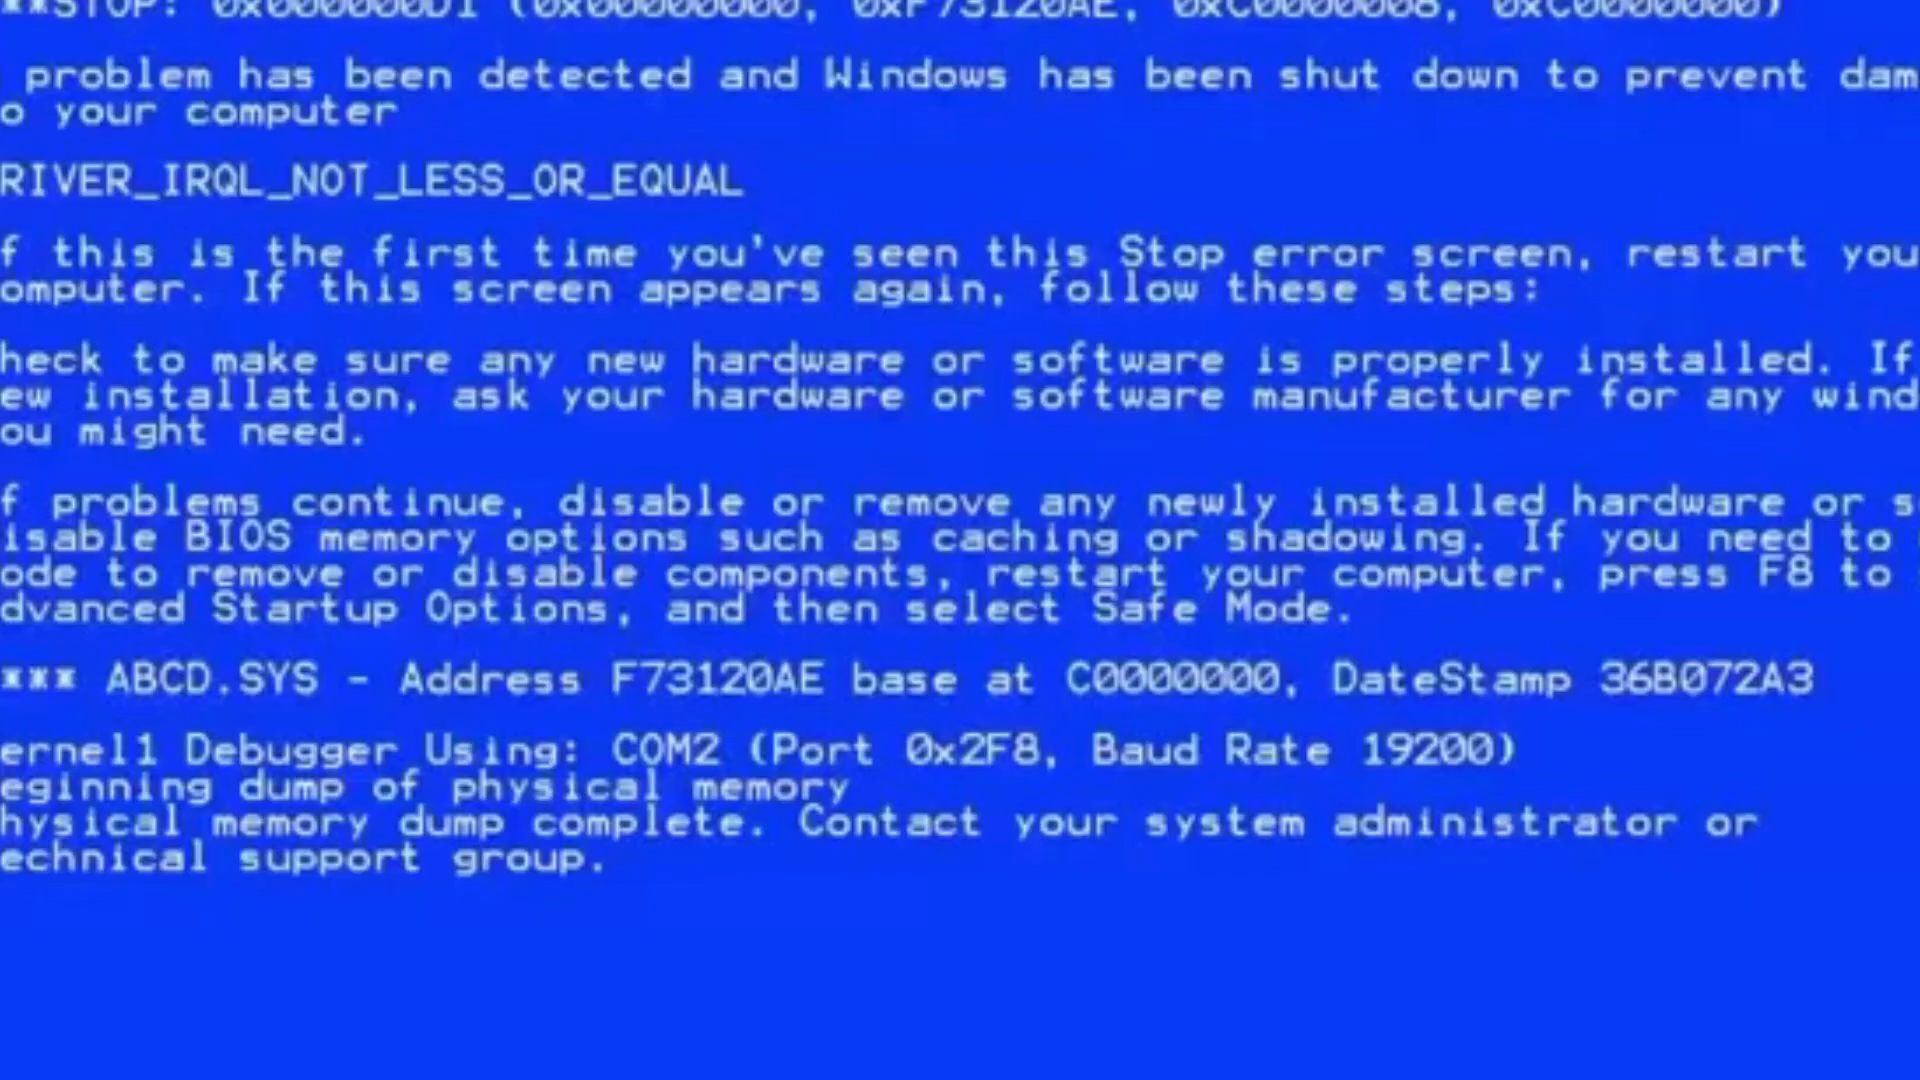 **STOP: 0x000000D1 (0x00000000, 0xF73120AE, 0xC0000008, 0xC0000000)
problem has been detected and Windows has been shut down to prevent dam
o your computer
RIVER_IRQL_NOT_LESS_OR_EQUAL
f this is the first time you've seen this Stop error screen, restart you
omputer. If this screen appears again, follow these steps:
heck to make sure any new hardware or software is properly installed. If
ew installation, ask your hardware or software manufacturer for any wind
ou might need.
f problems continue, disable or remove any newly installed hardware or s
isable BIOS memory options such as caching or shadowing. If you need to
ode to remove or disable components, restart your computer, press F8 to
dvanced Startup Options, and then select Safe Mode.
*** ABCD.SYS - Address F73120AE base at C0000000, DateStamp 36B072A3
ernel1 Debugger Using: COM2 (Port 0x2F8, Baud Rate 19200)
eginning dump of physical memory
hysical memory dump complete. Contact your system administrator or
echnical support group.